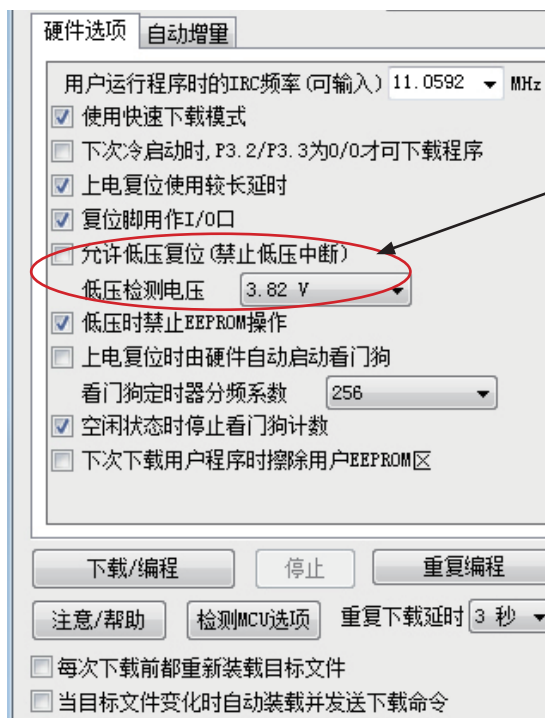 硬件选项 自动增量
用户运行程序时的IRC频率(可输入) 11.0592 MHz
使用快速下载模式
下次冷启动时,P3.2/P3.3为0/0才可下载程序
上电复位使用较长延时
复位脚用作I/O口
允许低压复位(禁止低压中断)
低压检测电压 3.82 V
低压时禁止EEPROM操作
上电复位时由硬件自动启动看门狗
看门狗定时器分频系数 256
空闲状态时停止看门狗计数
下次下载用户程序时擦除用户EEPROM区
下载/编程 停止 重复编程
注意/帮助 检测MCU选项 重复下载延时 3 秒
每次下载前都重新装载目标文件
当目标文件变化时自动装载并发送下载命令